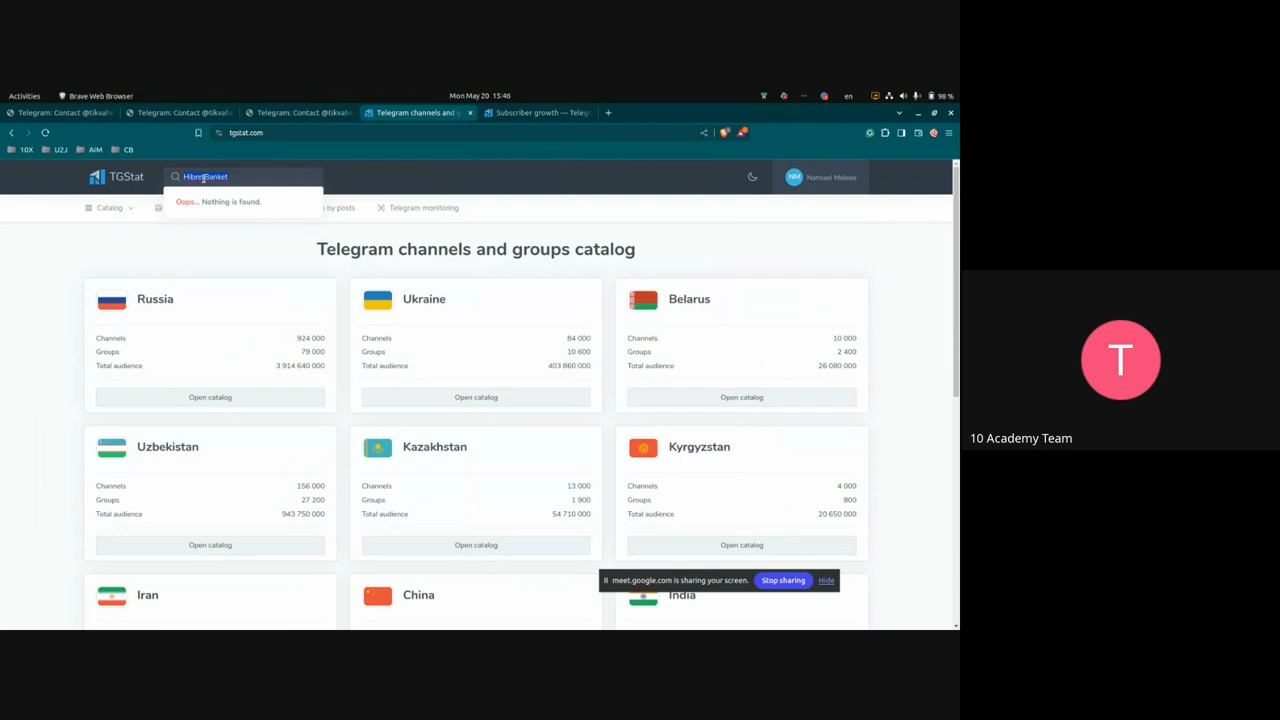 Activities
Brave Web Browser
Mon May 20 15:46
en
98 %
Telegram: Contact @tikvahe
Telegram: Contact @tikvahe
Telegram: Contact @tikvahe
Telegram channels and g
Subscriber growth — Teleg
tgstat.com
10X
U2J
AIM
CB
TGStat
HibretBanket
NM
Natnael Melese
Oops... Nothing is found.
Catalog
by posts
Telegram monitoring
Telegram channels and groups catalog
Russia
Channels 924 000
Groups 79 000
Total audience 3 914 640 000
Open catalog
Ukraine
Channels 84 000
Groups 10 600
Total audience 403 860 000
Open catalog
Belarus
Channels 10 000
Groups 2 400
Total audience 26 080 000
Open catalog
Uzbekistan
Channels 156 000
Groups 27 200
Total audience 943 750 000
Open catalog
Kazakhstan
Channels 13 000
Groups 1 900
Total audience 54 710 000
Open catalog
Kyrgyzstan
Channels 4 000
Groups 800
Total audience 20 650 000
Open catalog
Iran
China
India
meet.google.com is sharing your screen.
Stop sharing
Hide
T
10 Academy Team